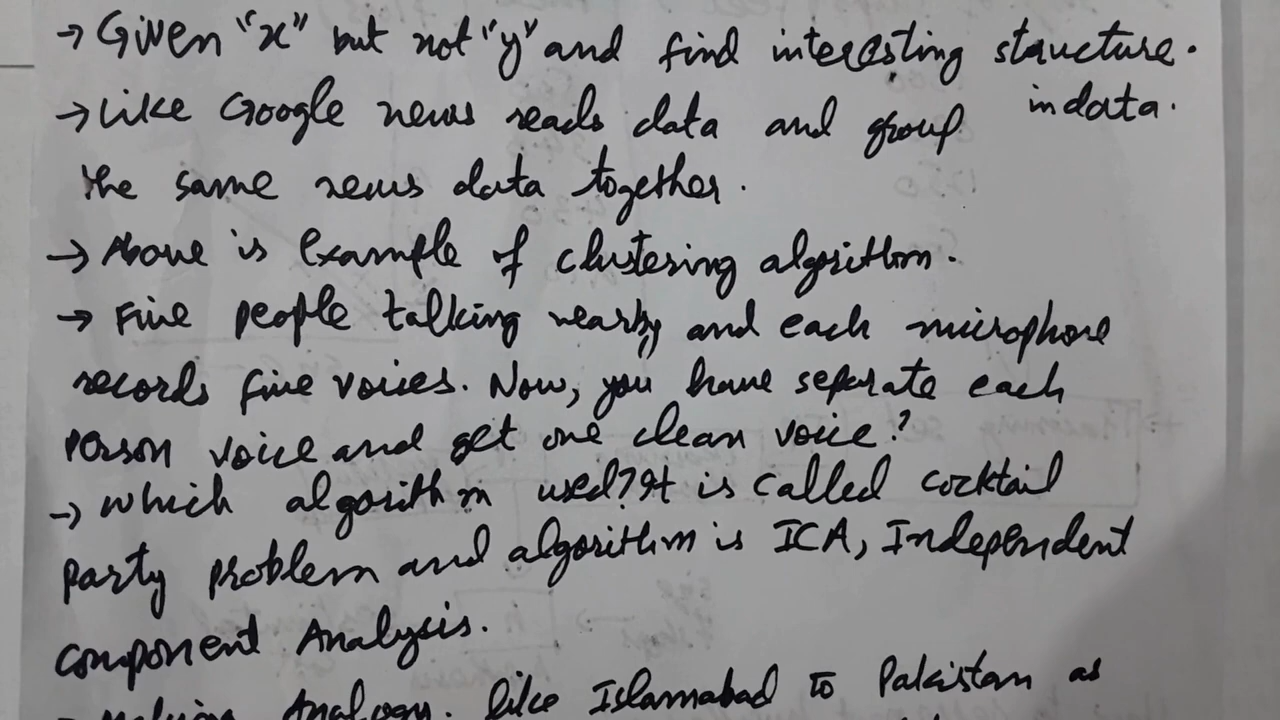 → Given "x" but not "y" and find interesting structure.
in data.
→ Like Google news reads data and group
the same news data together.
→ Above is Example of clustering algorithm.
→ Five people talking nearby and each microphone
records five voices. Now, you have separate each
person voice and get one clean voice?
→ which algorithm used? It is called cocktail
party problem and algorithm is ICA, Independent
component Analysis.
→ Making Analogy. like Islamabad to Pakistan as